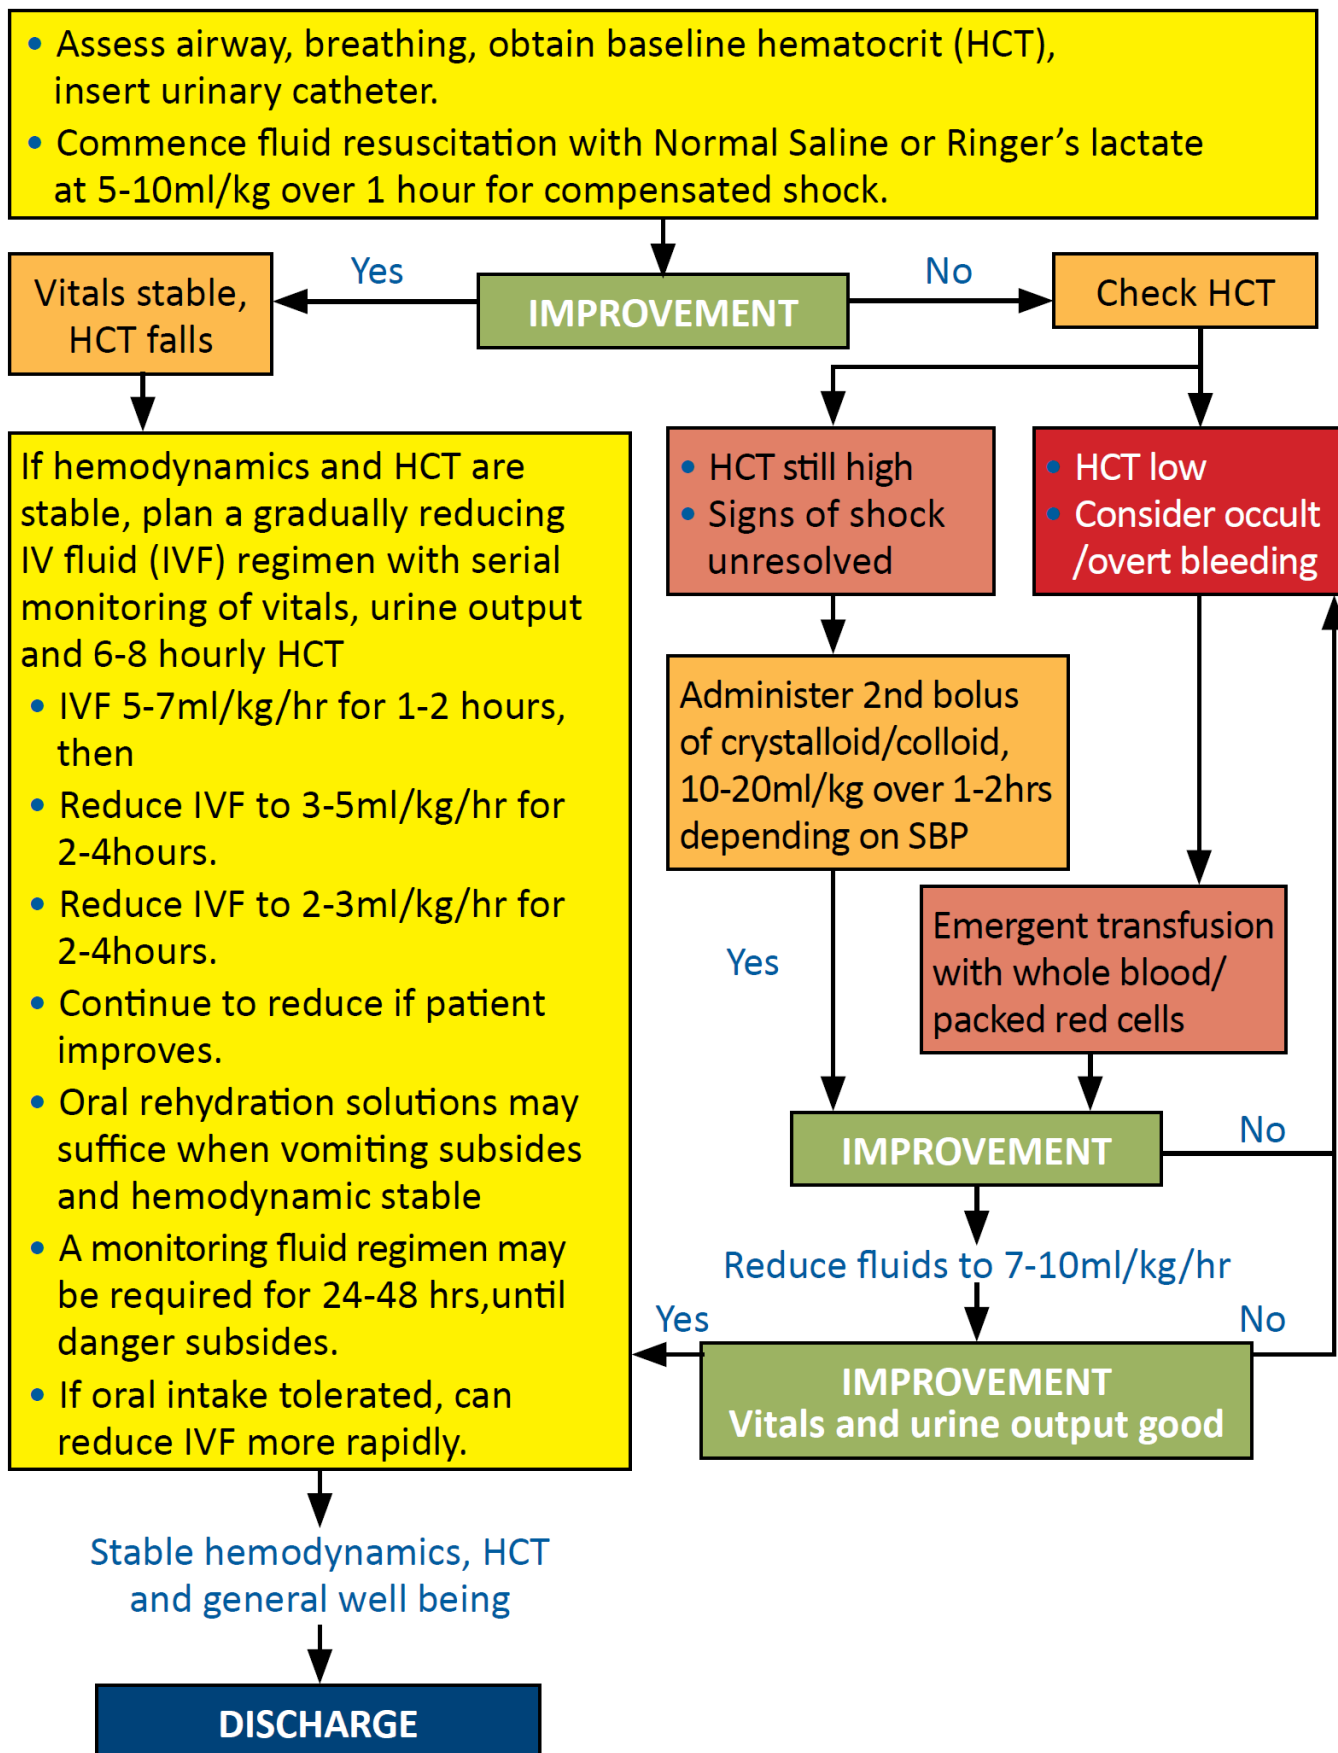 • Assess airway, breathing, obtain baseline hematocrit (HCT),
insert urinary catheter.
• Commence fluid resuscitation with Normal Saline or Ringer’s lactate
at 5-10ml/kg over 1 hour for compensated shock.
Yes
No
Vitals stable,
HCT falls
IMPROVEMENT
Check HCT
If hemodynamics and HCT are
stable, plan a gradually reducing
IV fluid (IVF) regimen with serial
monitoring of vitals, urine output
and 6-8 hourly HCT
• IVF 5-7ml/kg/hr for 1-2 hours,
then
• Reduce IVF to 3-5ml/kg/hr for
2-4hours.
• Reduce IVF to 2-3ml/kg/hr for
2-4hours.
• Continue to reduce if patient
improves.
• Oral rehydration solutions may
suffice when vomiting subsides
and hemodynamic stable
• A monitoring fluid regimen may
be required for 24-48 hrs,until
danger subsides.
• If oral intake tolerated, can
reduce IVF more rapidly.
• HCT still high
• Signs of shock
unresolved
• HCT low
• Consider occult
/overt bleeding
Administer 2nd bolus
of crystalloid/colloid,
10-20ml/kg over 1-2hrs
depending on SBP
Yes
Emergent transfusion
with whole blood/
packed red cells
IMPROVEMENT
No
Reduce fluids to 7-10ml/kg/hr
Yes
No
IMPROVEMENT
Vitals and urine output good
Stable hemodynamics, HCT
and general well being
DISCHARGE